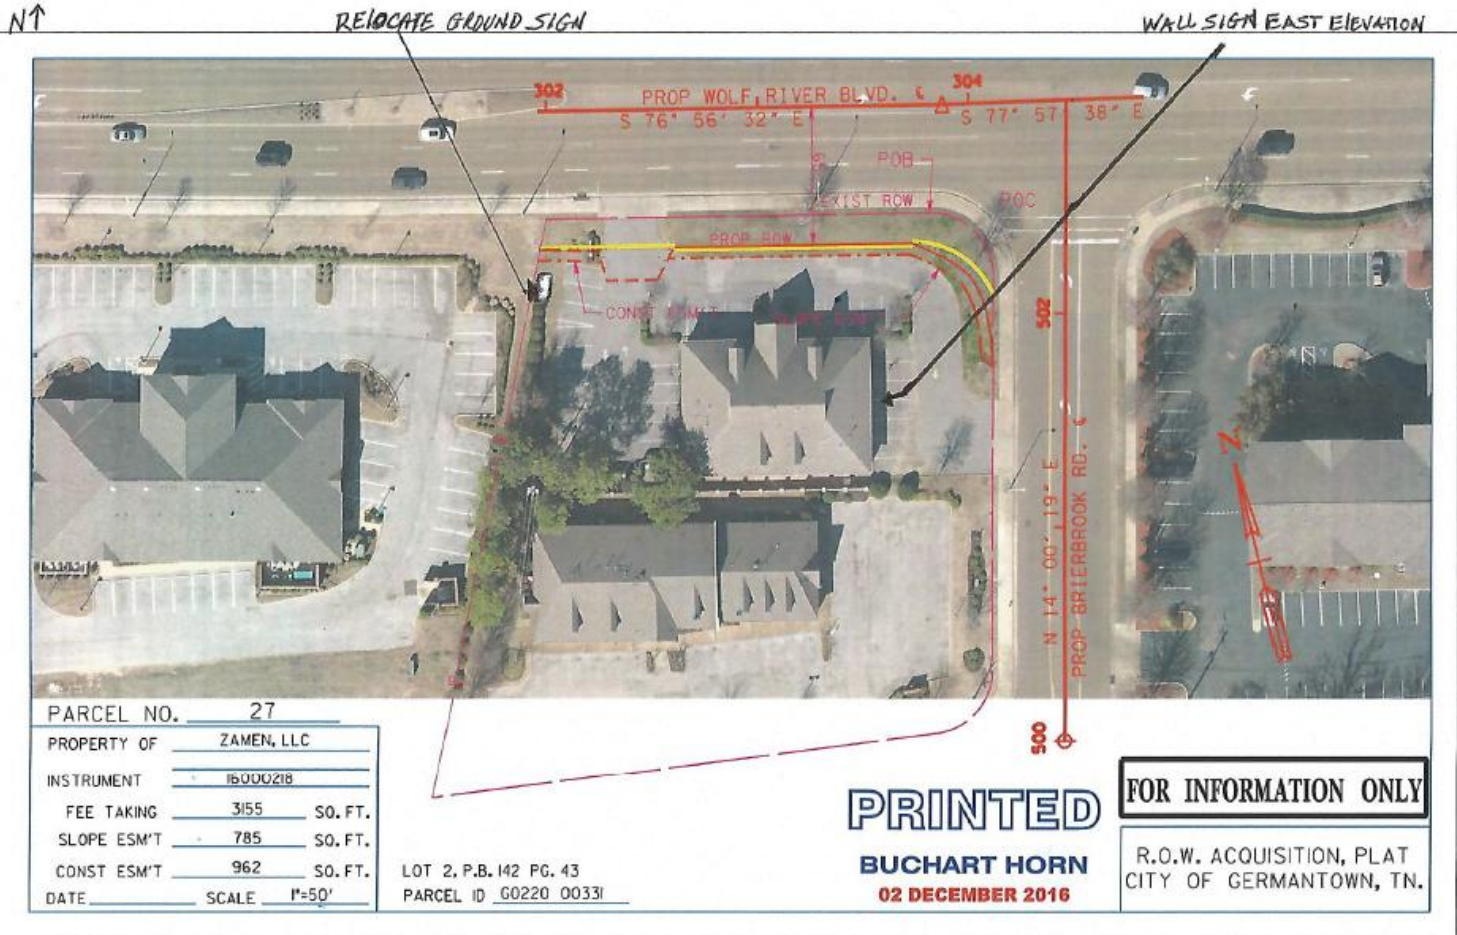 N↑
RELOCATE GROUND SIGN
WALL SIGN EAST ELEVATION
302
304
PROP WOLF RIVER BLVD. ℄
S 76° 56' 32" E
S 77° 57' 38" E
POB
EXIST ROW
POC
PROP ROW
CONST ESM'T
502
N 14° 00' 19" E
PROP BRIERBROOK RD. ℄
500
PARCEL NO. 27
PROPERTY OF ZAMEN, LLC
INSTRUMENT 16000218
FEE TAKING 3155 SO. FT.
SLOPE ESM'T 785 SO. FT.
CONST ESM'T 962 SO. FT.
DATE SCALE 1"=50'
LOT 2, P.B. 142 PG. 43
PARCEL ID G0220 00331
PRINTED
BUCHART HORN
02 DECEMBER 2016
FOR INFORMATION ONLY
R.O.W. ACQUISITION, PLAT
CITY OF GERMANTOWN, TN.